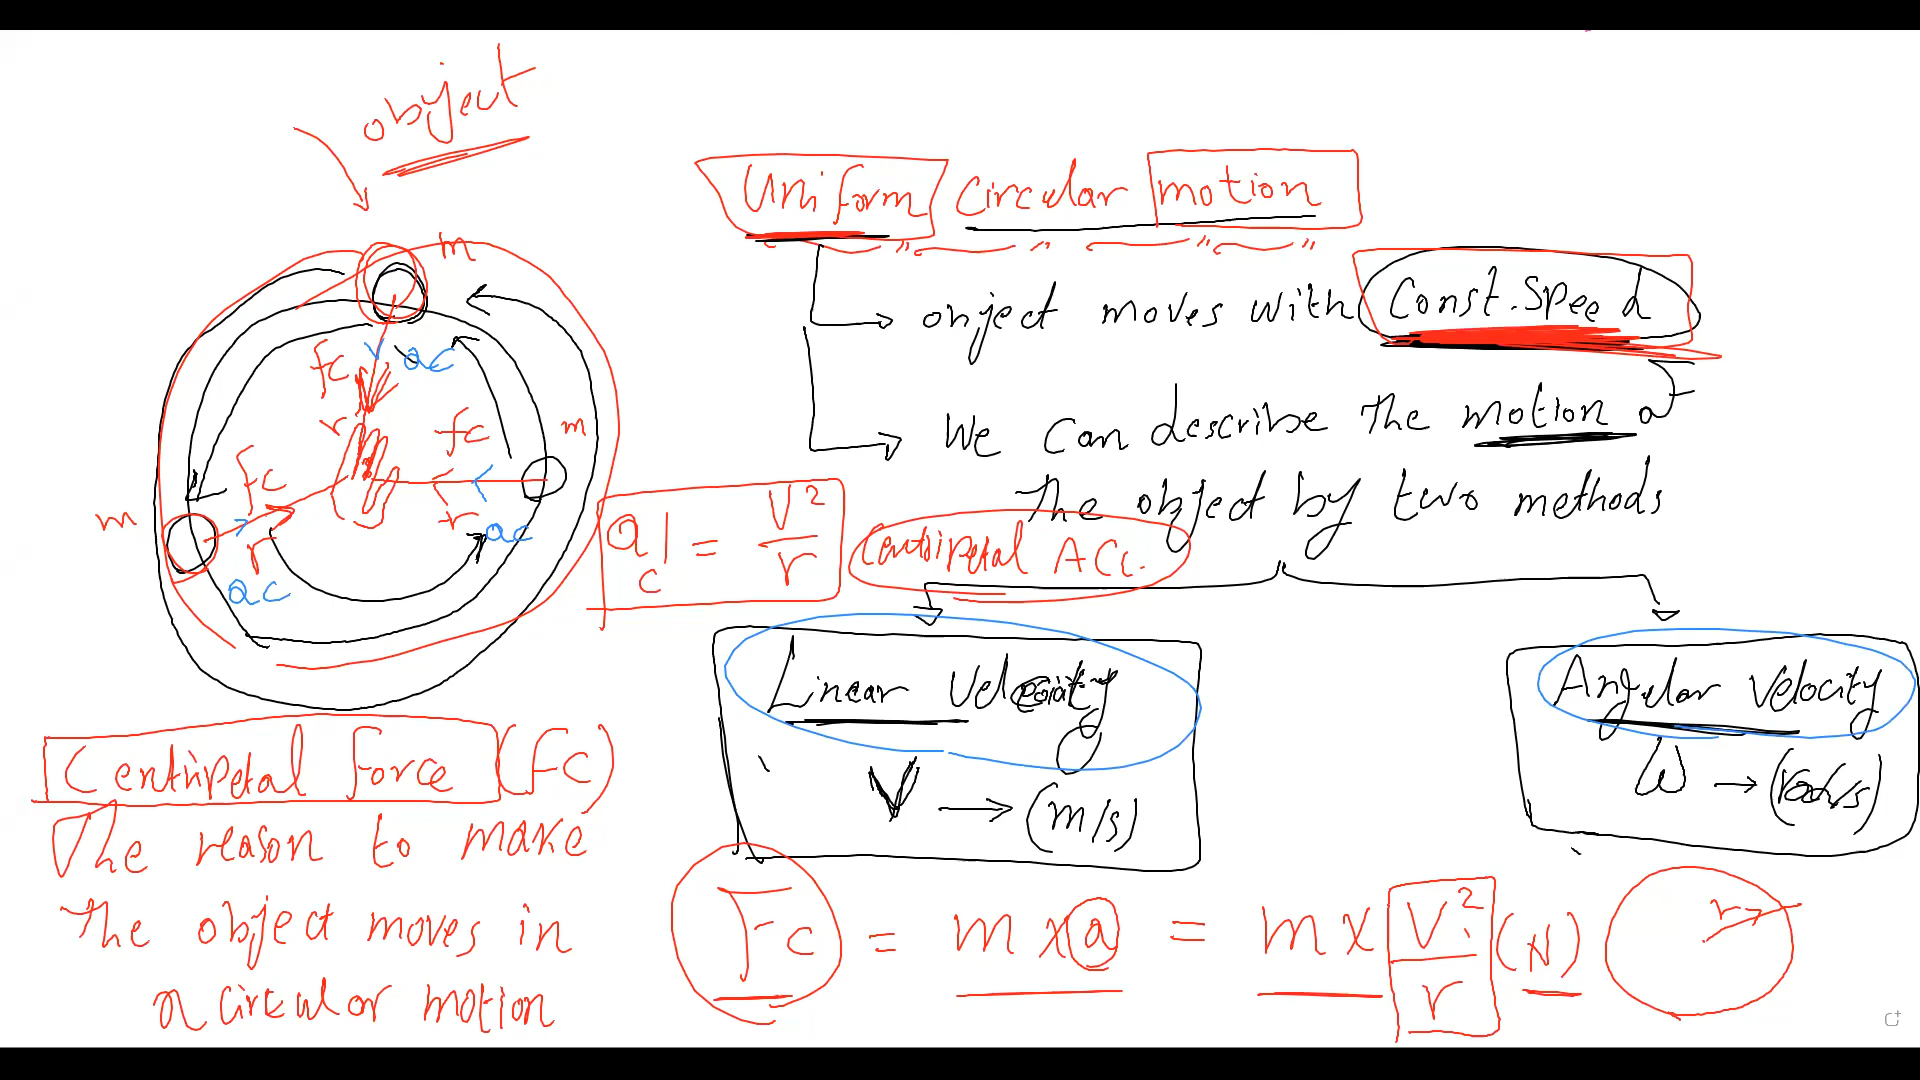 object
Uniform circular motion
onject moves with Const. Speed
We can describe the motion of
the object by two methods
m
fc
ac
r
fc
m
r
ac
fc
m
r
ac
ac = V²/r
Centripetal Acc.
Linear Velocity
V → (m/s)
Angular Velocity
ω → (rad/s)
Centripetal Force (Fc)
The reason to make
the object moves in
a circular motion
Fc = m x a = m x V²/r (N)
r